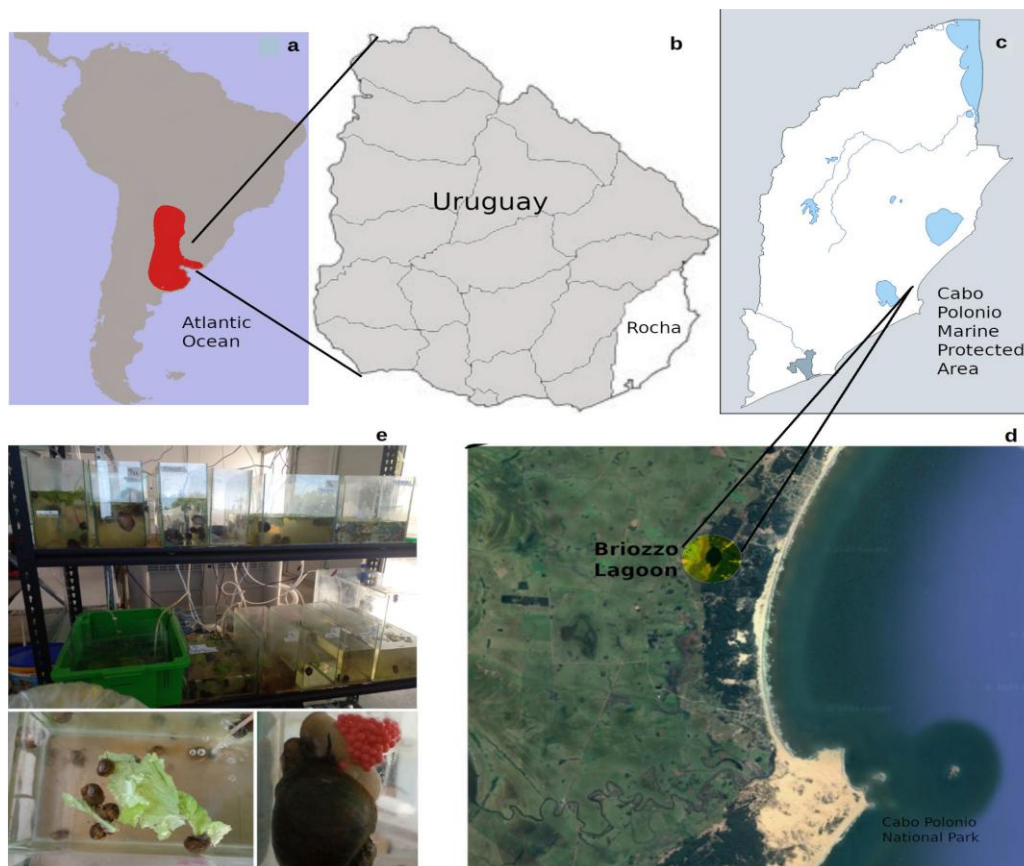 a
Atlantic
Ocean
b
Uruguay
Rocha
c
Cabo
Polonio
Marine
Protected
Area
d
Briozzo
Lagoon
Cabo Polonio
National Park
e